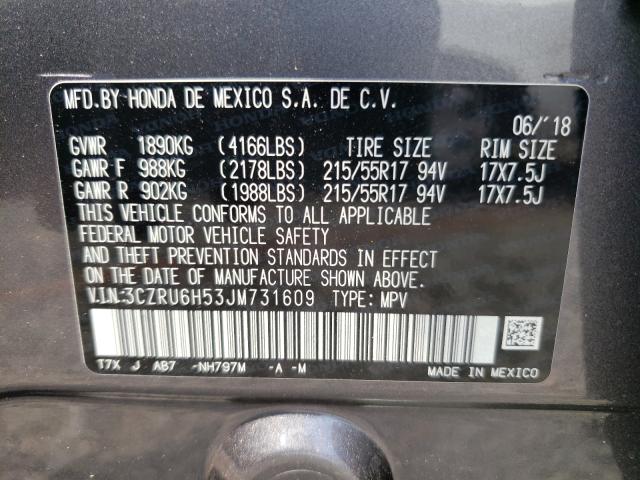 MFD.BY HONDA DE MEXICO S.A. DE C.V.
06/'18
GVWR 1890KG (4166LBS) TIRE SIZE RIM SIZE
GAWR F 988KG (2178LBS) 215/55R17 94V 17X7.5J
GAWR R 902KG (1988LBS) 215/55R17 94V 17X7.5J
THIS VEHICLE CONFORMS TO ALL APPLICABLE
FEDERAL MOTOR VEHICLE SAFETY
AND THEFT PREVENTION STANDARDS IN EFFECT
ON THE DATE OF MANUFACTURE SHOWN ABOVE.
V.I.N:3CZRU6H53JM731609 TYPE: MPV
T7X J AB7 -NH797M -A -M MADE IN MEXICO